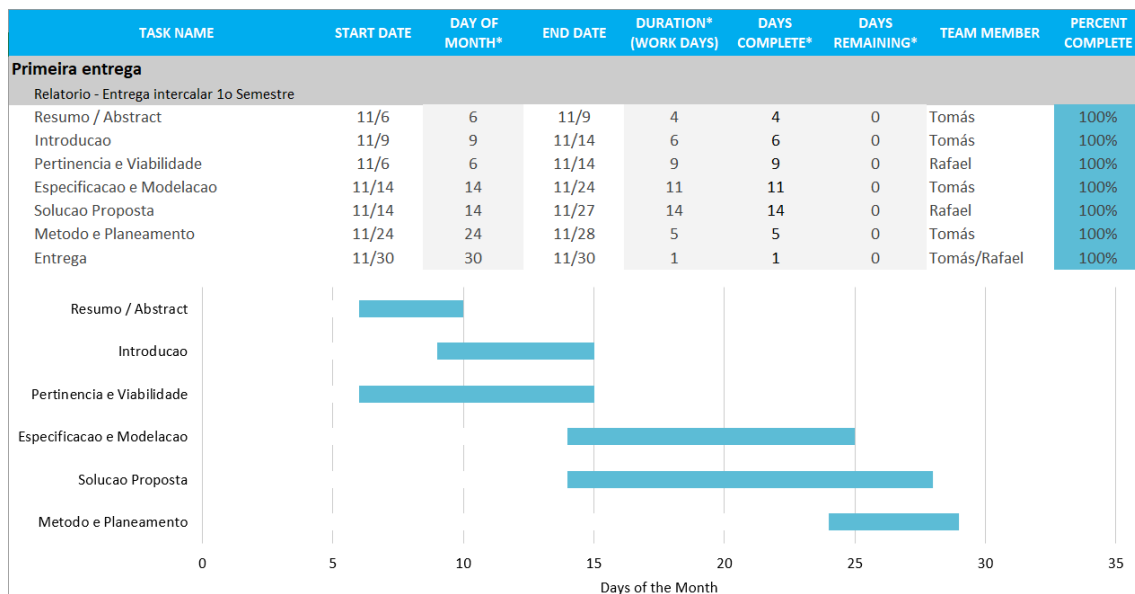 TASK NAME START DATE DAY OF MONTH* END DATE DURATION* (WORK DAYS) DAYS COMPLETE* DAYS REMAINING* TEAM MEMBER PERCENT COMPLETE
Primeira entrega
Relatorio - Entrega intercalar 1o Semestre
Resumo / Abstract 11/6 6 11/9 4 4 0 Tomás 100%
Introducao 11/9 9 11/14 6 6 0 Tomás 100%
Pertinencia e Viabilidade 11/6 6 11/14 9 9 0 Rafael 100%
Especificacao e Modelacao 11/14 14 11/24 11 11 0 Tomás 100%
Solucao Proposta 11/14 14 11/27 14 14 0 Rafael 100%
Metodo e Planeamento 11/24 24 11/28 5 5 0 Tomás 100%
Entrega 11/30 30 11/30 1 1 0 Tomás/Rafael 100%
Resumo / Abstract
Introducao
Pertinencia e Viabilidade
Especificacao e Modelacao
Solucao Proposta
Metodo e Planeamento
0 5 10 15 20 25 30 35
Days of the Month